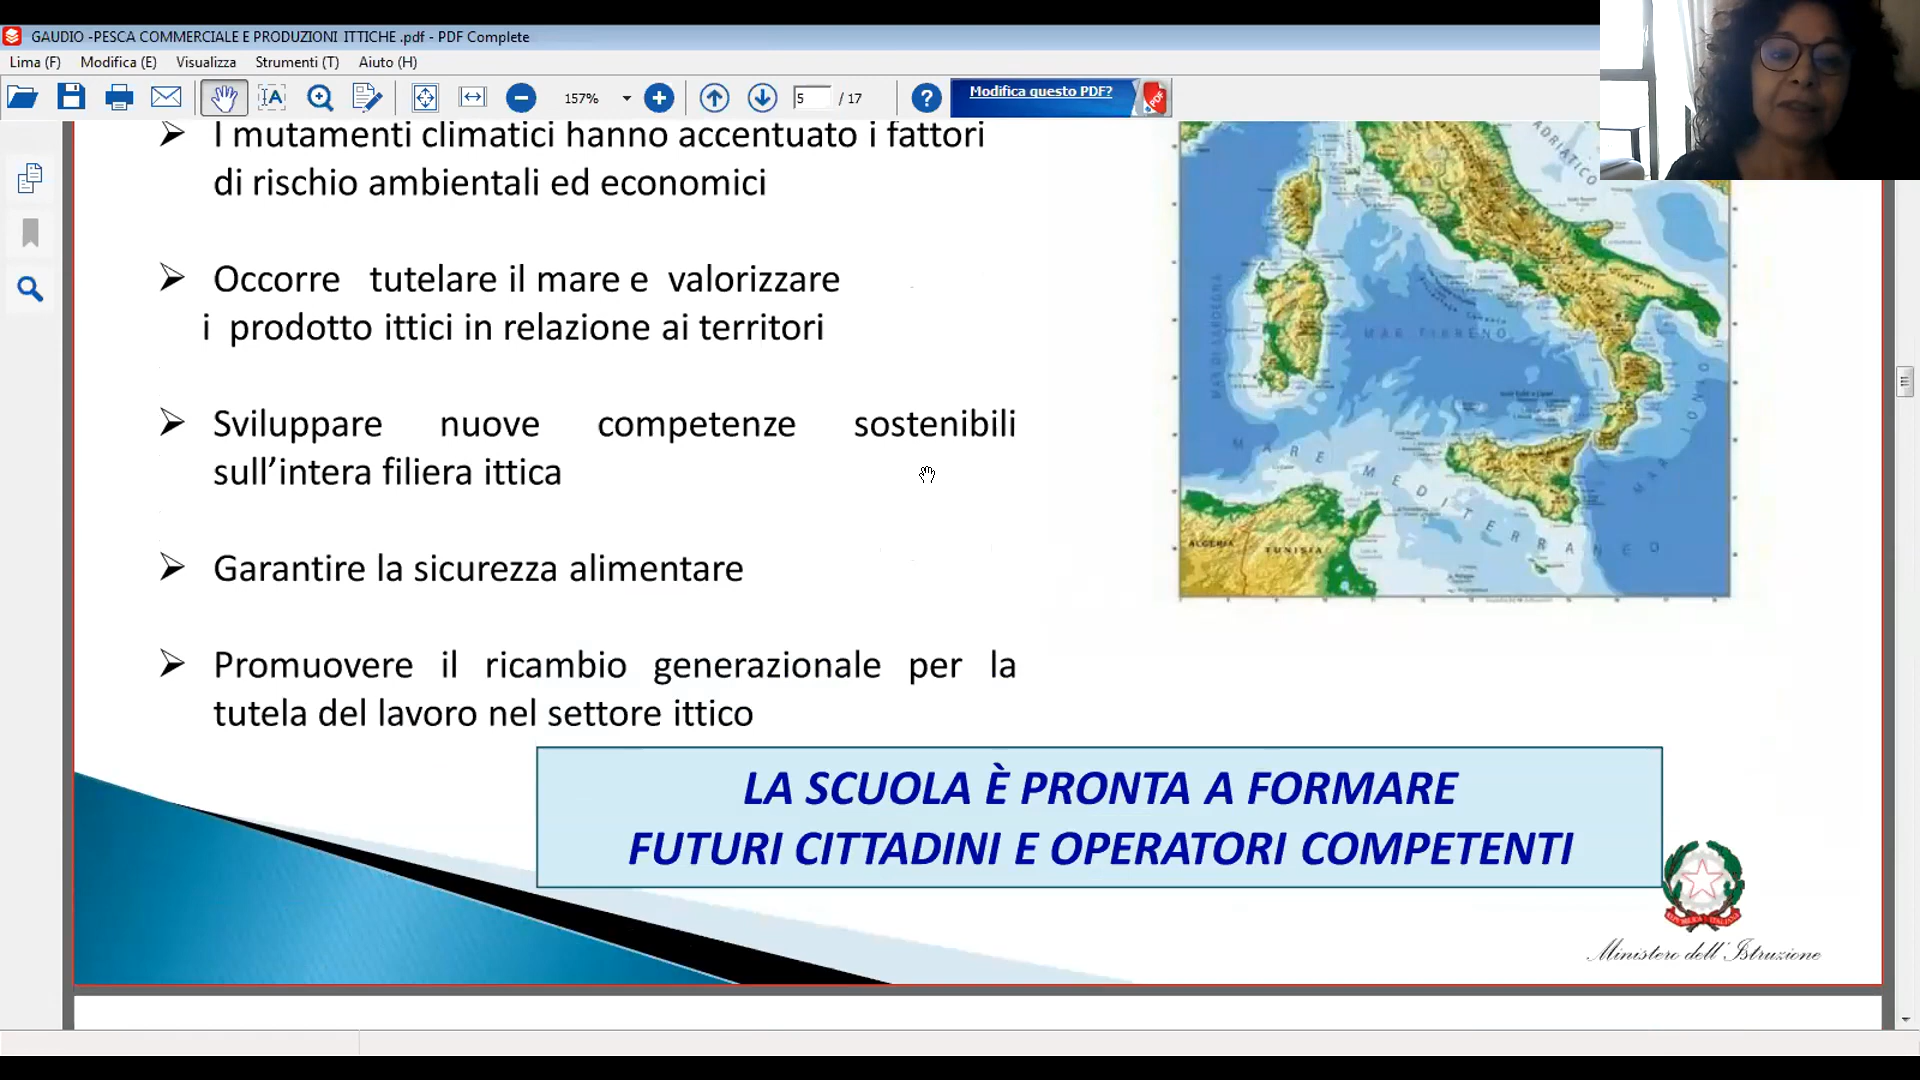 GAUDIO -PESCA COMMERCIALE E PRODUZIONI ITTICHE .pdf - PDF Complete
Lima (F) Modifica (E) Visualizza Strumenti (T) Aiuto (H)
157% 5 / 17 Modifica questo PDF?
I mutamenti climatici hanno accentuato i fattori
di rischio ambientali ed economici
Occorre tutelare il mare e valorizzare
i prodotto ittici in relazione ai territori
Sviluppare nuove competenze sostenibili
sull’intera filiera ittica
Garantire la sicurezza alimentare
Promuovere il ricambio generazionale per la
tutela del lavoro nel settore ittico
ADRIATICO
MAR DI SARDEGNA
MAR TIRRENO
MAR IONIO
MARE MEDITERRANEO
ALGERIA
TUNISIA
LA SCUOLA È PRONTA A FORMARE
FUTURI CITTADINI E OPERATORI COMPETENTI
Ministero dell'Istruzione